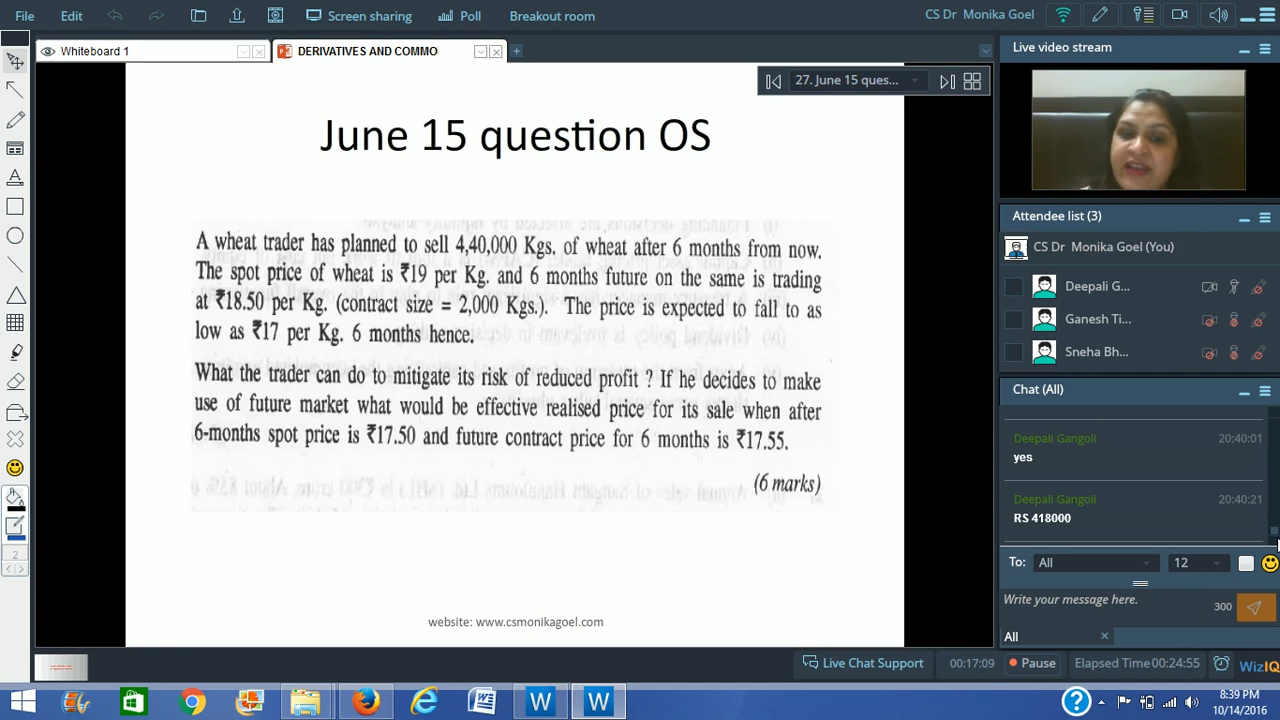 File Edit Screen sharing Poll Breakout room CS Dr Monika Goel
Whiteboard 1 DERIVATIVES AND COMMO
27. June 15 ques...
June 15 question OS
A wheat trader has planned to sell 4,40,000 Kgs. of wheat after 6 months from now.
The spot price of wheat is ₹19 per Kg. and 6 months future on the same is trading
at ₹18.50 per Kg. (contract size = 2,000 Kgs.). The price is expected to fall to as
low as ₹17 per Kg. 6 months hence.
What the trader can do to mitigate its risk of reduced profit ? If he decides to make
use of future market what would be effective realised price for its sale when after
6-months spot price is ₹17.50 and future contract price for 6 months is ₹17.55.
(6 marks)
website: www.csmonikagoel.com
Live video stream
Attendee list (3)
CS Dr Monika Goel (You)
Deepali G...
Ganesh Ti...
Sneha Bh...
Chat (All)
Deepali Gangoli 20:40:01
yes
Deepali Gangoli 20:40:21
RS 418000
To: All 12
Write your message here. 300
All
2
Live Chat Support 00:17:09 Pause Elapsed Time 00:24:55 WizIQ
8:39 PM
10/14/2016